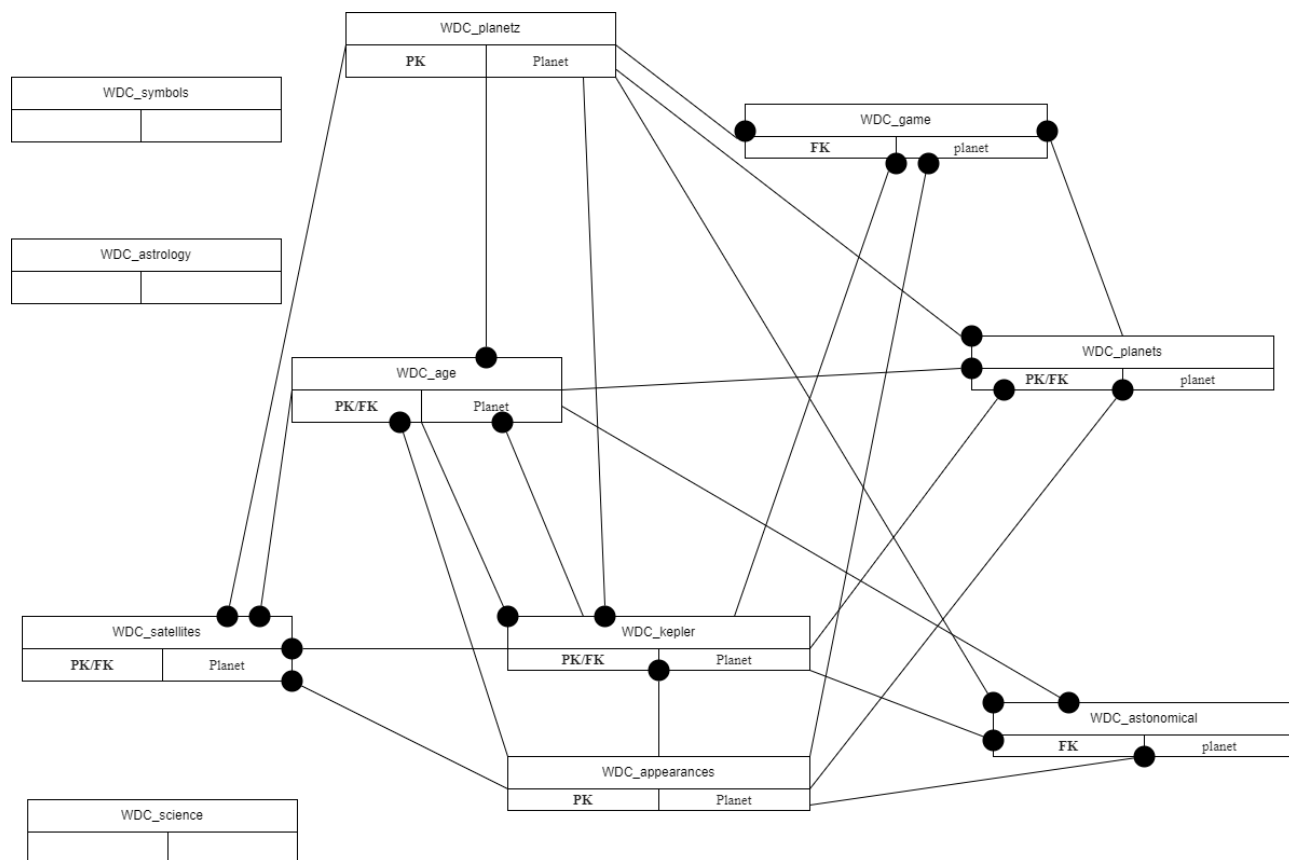 WDC_planetz
PK Planet
WDC_symbols
WDC_game
FK planet
WDC_astrology
WDC_planets
PK/FK planet
WDC_age
PK/FK Planet
WDC_satellites
PK/FK Planet
WDC_kepler
PK/FK Planet
WDC_astonomical
FK planet
WDC_appearances
PK Planet
WDC_science